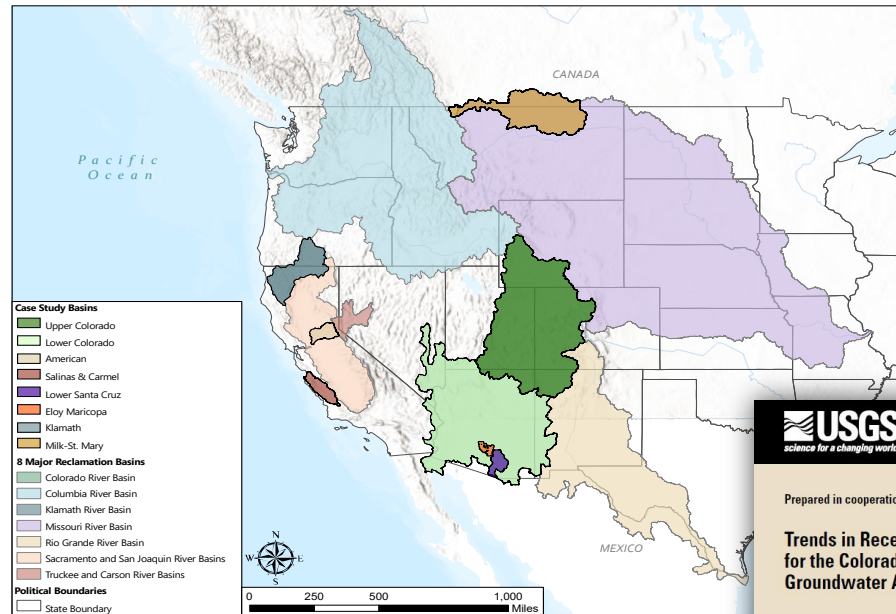 CANADA
Pacific
Ocean
MEXICO
Case Study Basins
Upper Colorado
Lower Colorado
American
Salinas & Carmel
Lower Santa Cruz
Eloy Maricopa
Klamath
Milk-St. Mary
8 Major Reclamation Basins
Colorado River Basin
Columbia River Basin
Klamath River Basin
Missouri River Basin
Rio Grande River Basin
Sacramento and San Joaquin River Basins
Truckee and Carson River Basins
Political Boundaries
State Boundary
N
W E
S
0 250 500 1,000
Miles
USGS
science for a changing world
Prepared in cooperatio
Trends in Rece
for the Colorad
Groundwater A